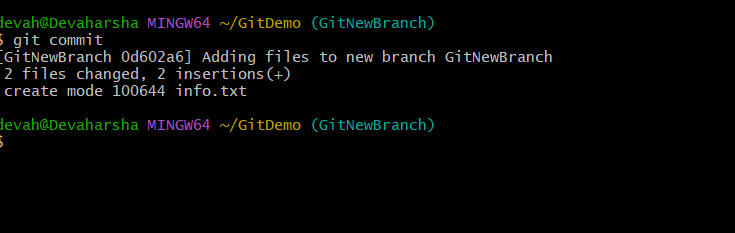 devah@Devaharsha MINGW64 ~/GitDemo (GitNewBranch)
$ git commit
[GitNewBranch 0d602a6] Adding files to new branch GitNewBranch
 2 files changed, 2 insertions(+)
 create mode 100644 info.txt
devah@Devaharsha MINGW64 ~/GitDemo (GitNewBranch)
$